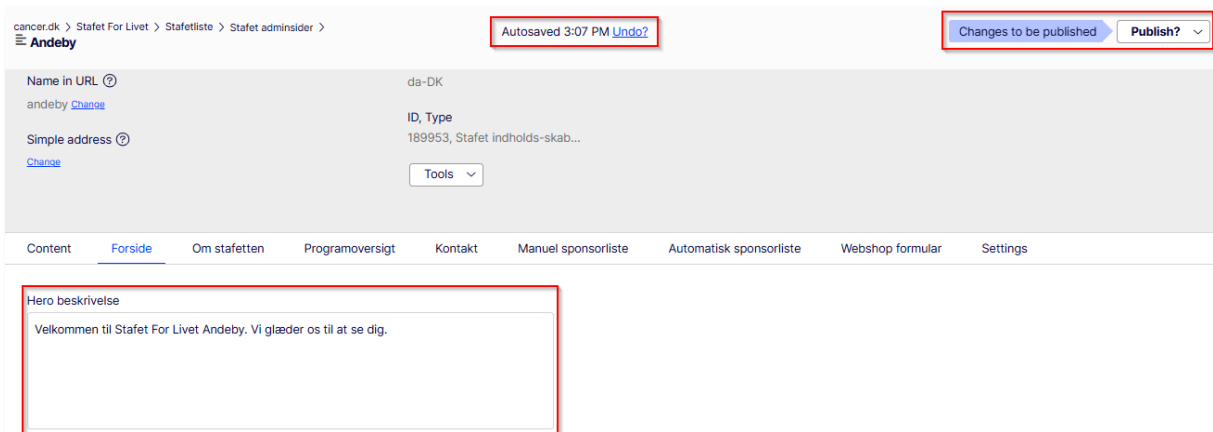 cancer.dk > Stafet For Livet > Stafetliste > Stafet adminsider >
Andeby
Autosaved 3:07 PM Undo?
Changes to be published
Publish?
Name in URL ?
andeby Change
Simple address ?
Change
da-DK
ID, Type
189953, Stafet indholds-skab...
Tools
Content Forside Om stafetten Programoversigt Kontakt Manuel sponsorliste Automatisk sponsorliste Webshop formular Settings
Hero beskrivelse
Velkommen til Stafet For Livet Andeby. Vi glæder os til at se dig.